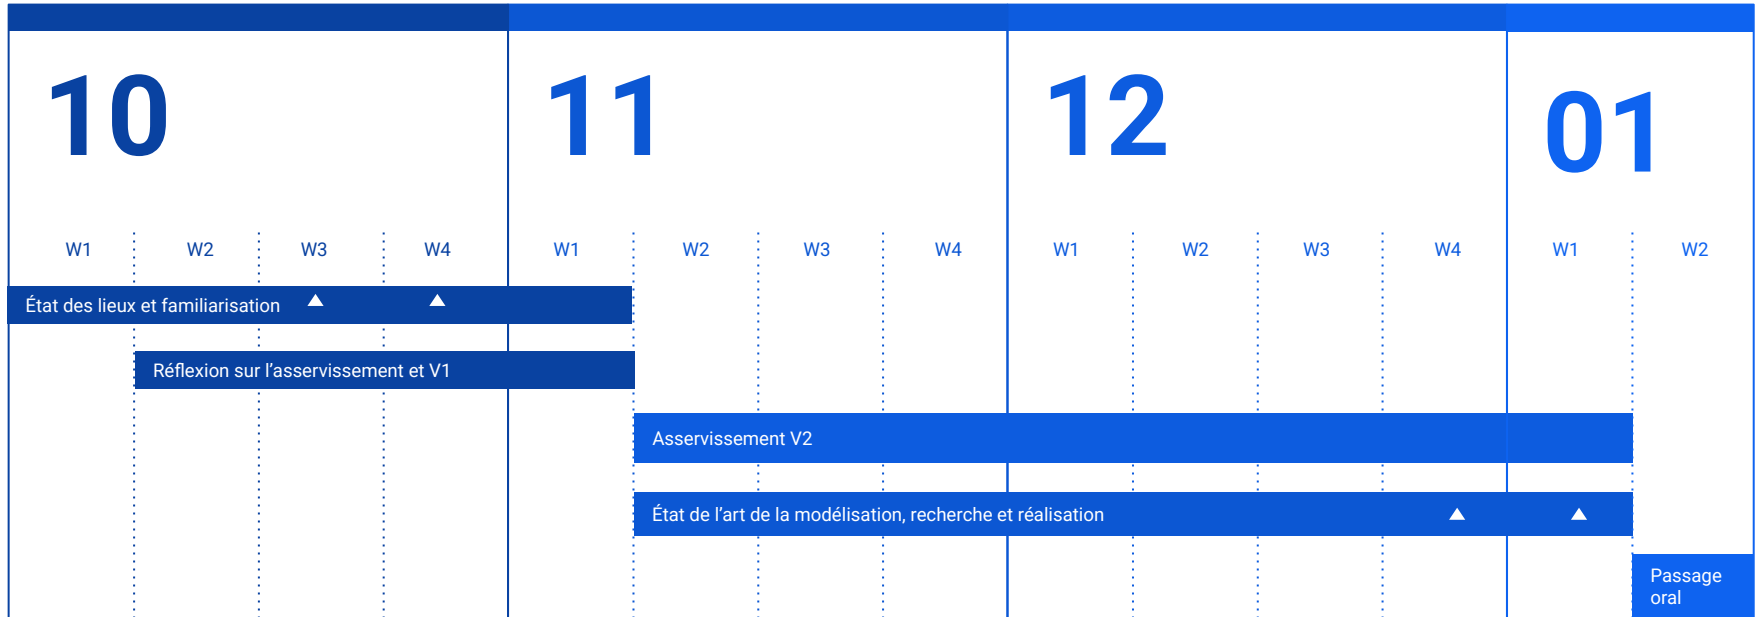 10
11
12
01
W1 W2 W3 W4 W1 W2 W3 W4 W1 W2 W3 W4 W1 W2
État des lieux et familiarisation
Réflexion sur l’asservissement et V1
Asservissement V2
État de l’art de la modélisation, recherche et réalisation
Passage
oral